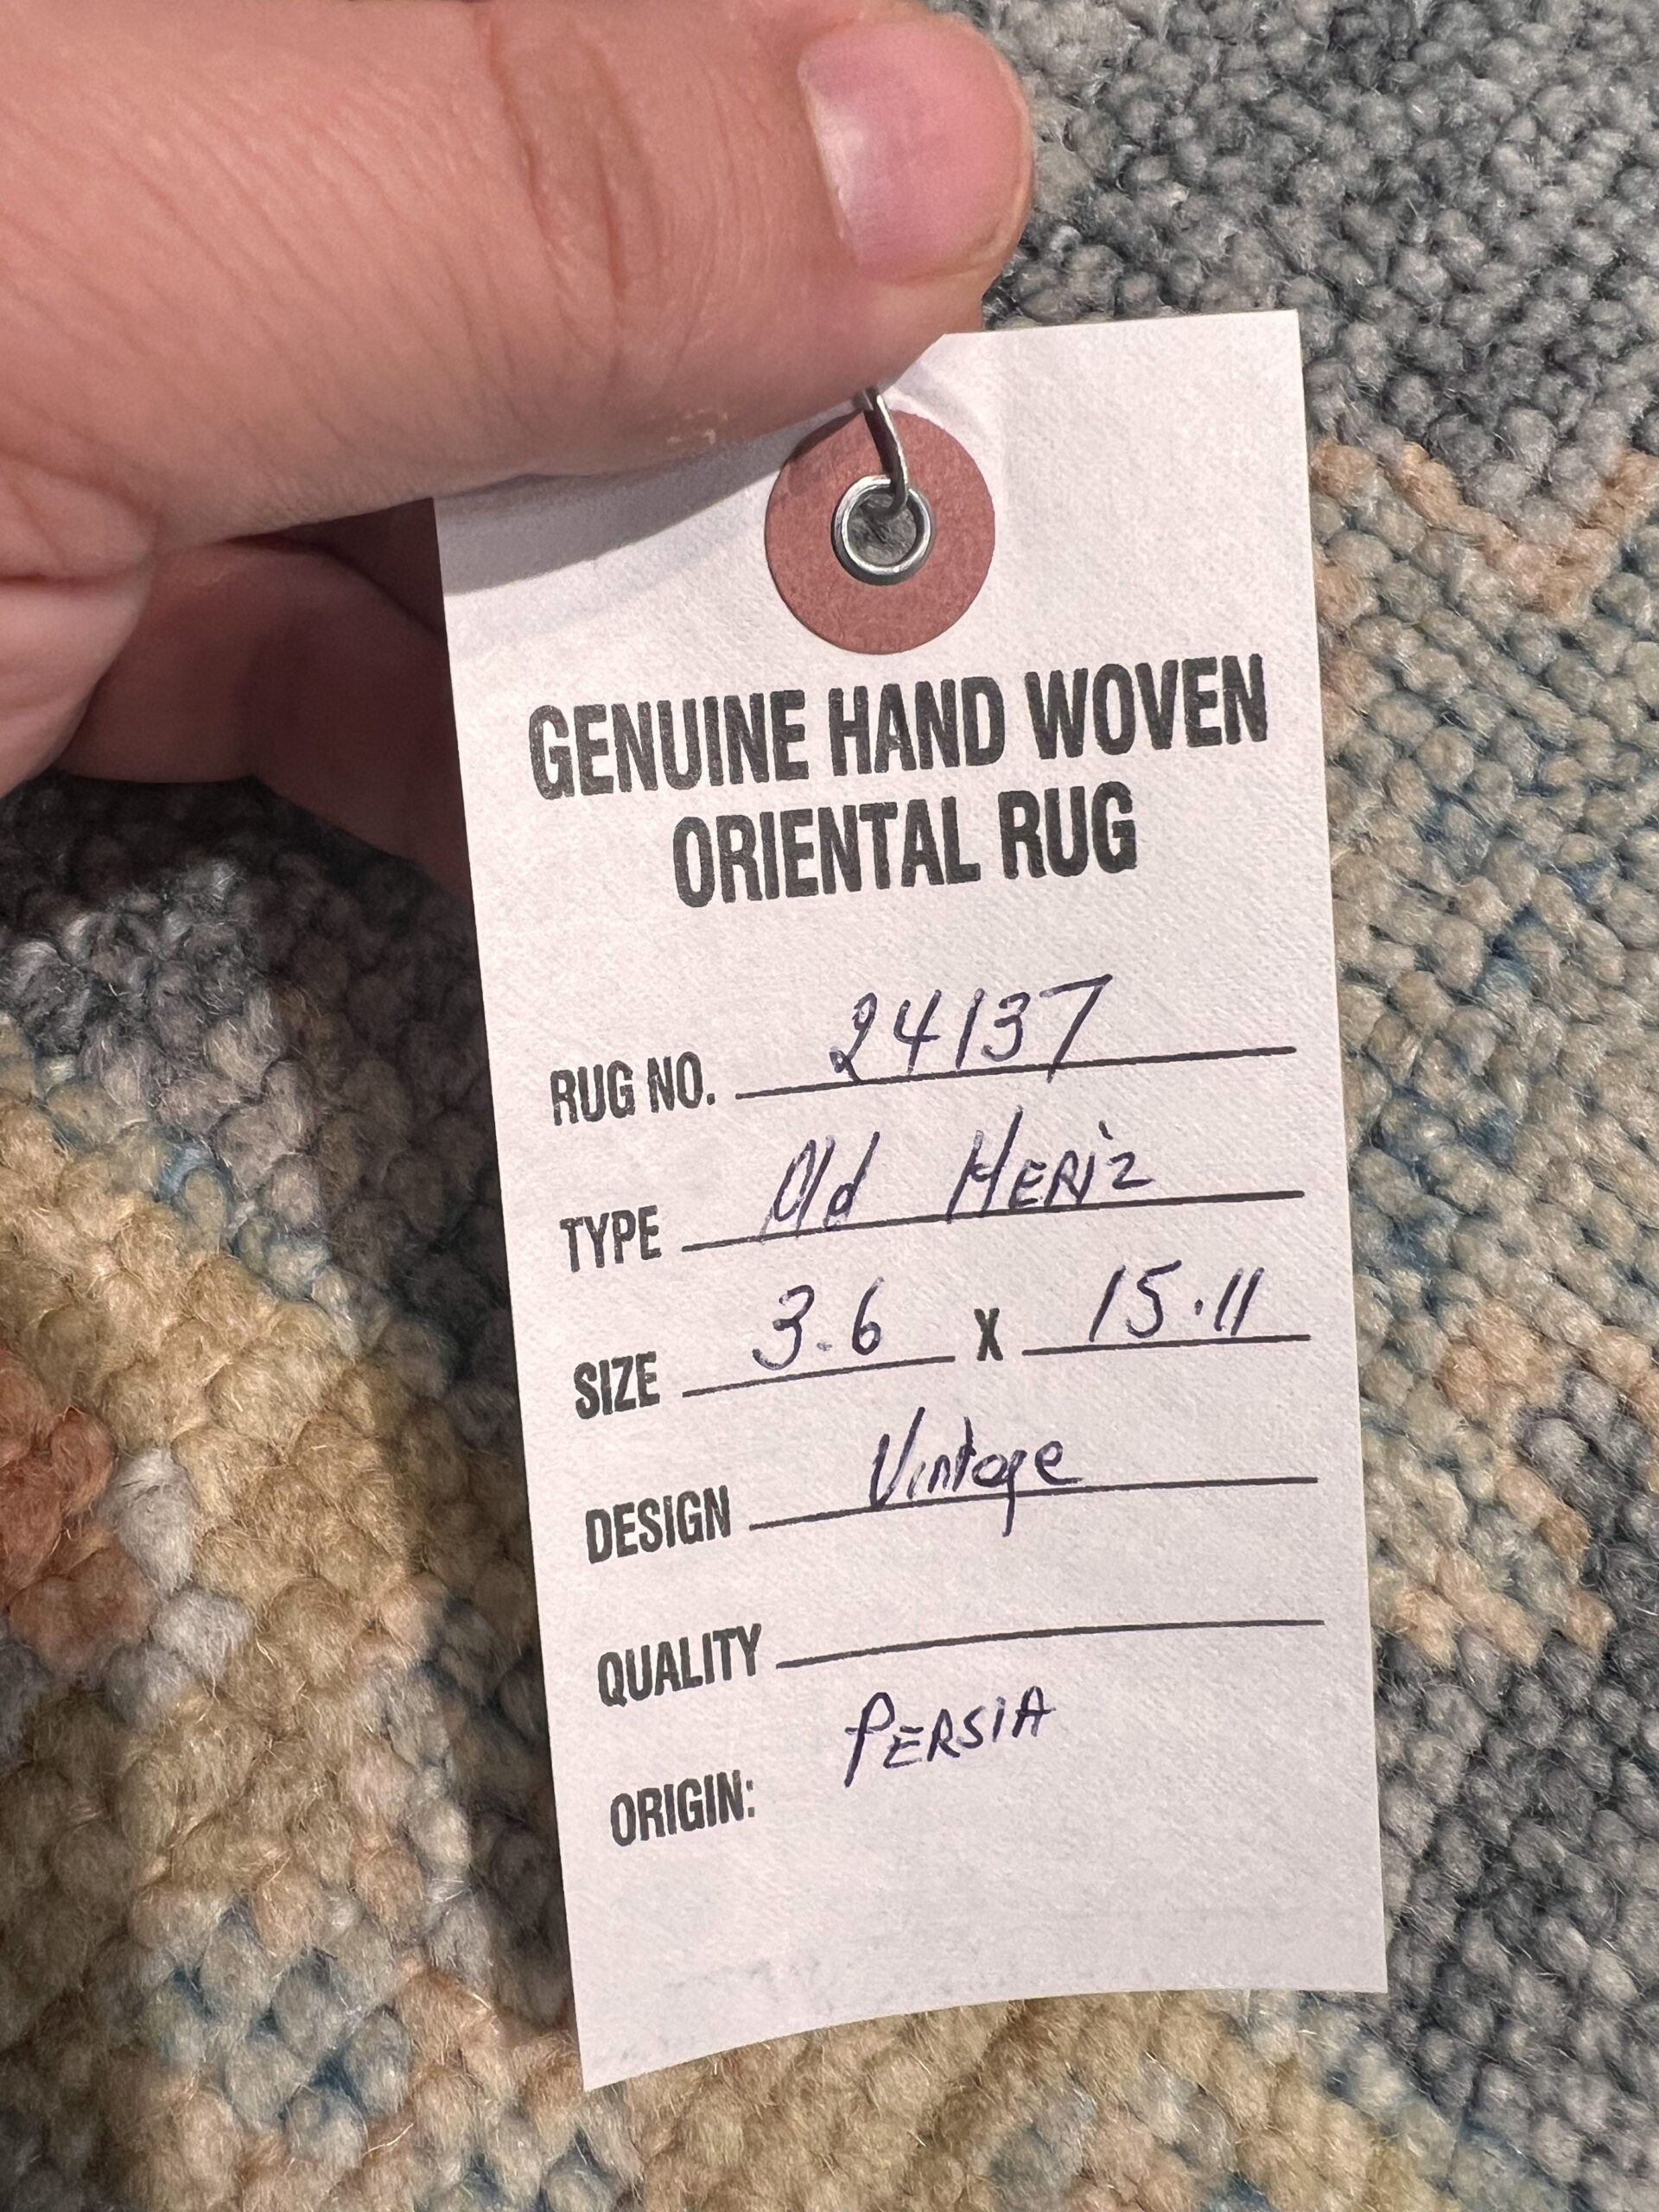 GENUINE HAND WOVEN
ORIENTAL RUG
RUG NO. 24137
TYPE Old HERiz
SIZE 3.6 X 15.11
DESIGN Vintage
QUALITY
ORIGIN: PERSiA